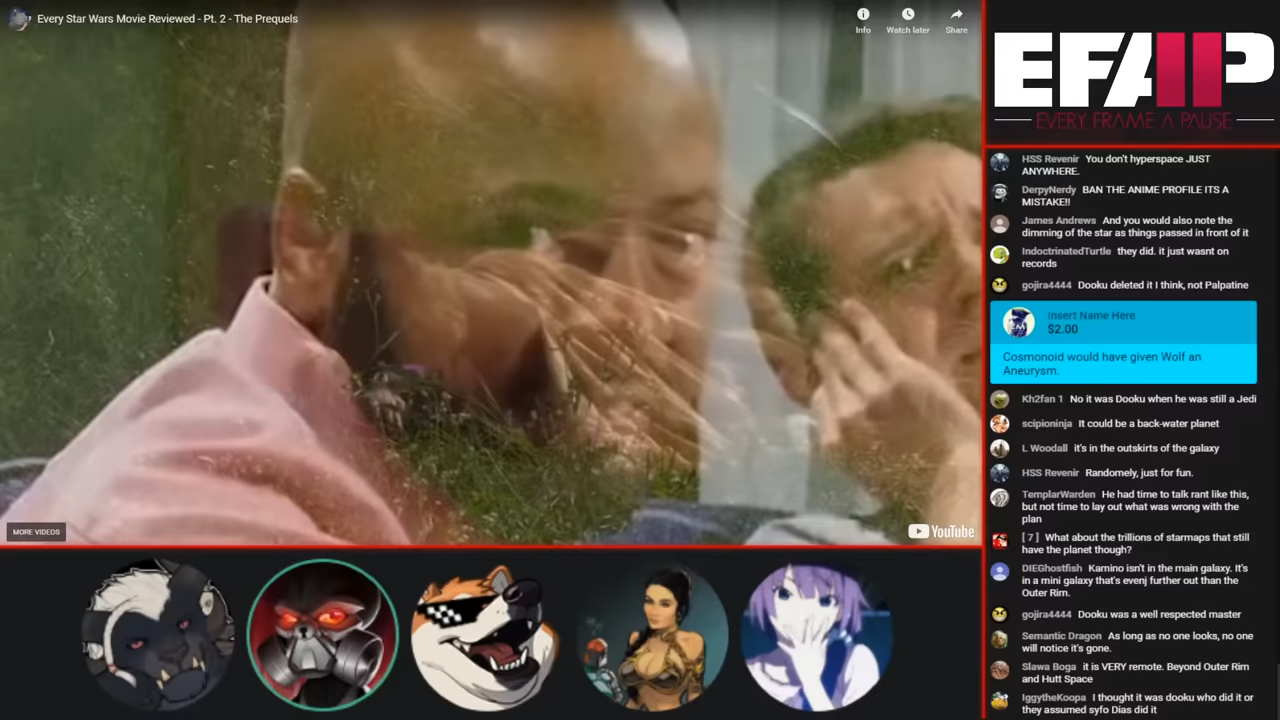 Every Star Wars Movie Reviewed - Pt. 2 - The Prequels
Info
Watch later
Share
MORE VIDEOS
YouTube
EFAP
EVERY FRAME A PAUSE
HSS Revenir You don't hyperspace JUST
ANYWHERE.
DerpyNerdy BAN THE ANIME PROFILE ITS A
MISTAKE!!
James Andrews And you would also note the
dimming of the star as things passed in front of it
IndoctrinatedTurtle they did. it just wasnt on
records
gojira4444 Dooku deleted it I think, not Palpatine
Insert Name Here
$2.00
Cosmonoid would have given Wolf an
Aneurysm.
Kh2fan 1 No it was Dooku when he was still a Jedi
scipioninja It could be a back-water planet
L Woodall it's in the outskirts of the galaxy
HSS Revenir Randomely, just for fun.
TemplarWarden He had time to talk rant like this,
but not time to lay out what was wrong with the
plan
[ 7 ] What about the trillions of starmaps that still
have the planet though?
DIEGhostfish Kamino isn't in the main galaxy. It's
in a mini galaxy that's evenj further out than the
Outer Rim.
gojira4444 Dooku was a well respected master
Semantic Dragon As long as no one looks, no one
will notice it's gone.
Slawa Boga it is VERY remote. Beyond Outer Rim
and Hutt Space
IggytheKoopa I thought it was dooku who did it or
they assumed syfo Dias did it